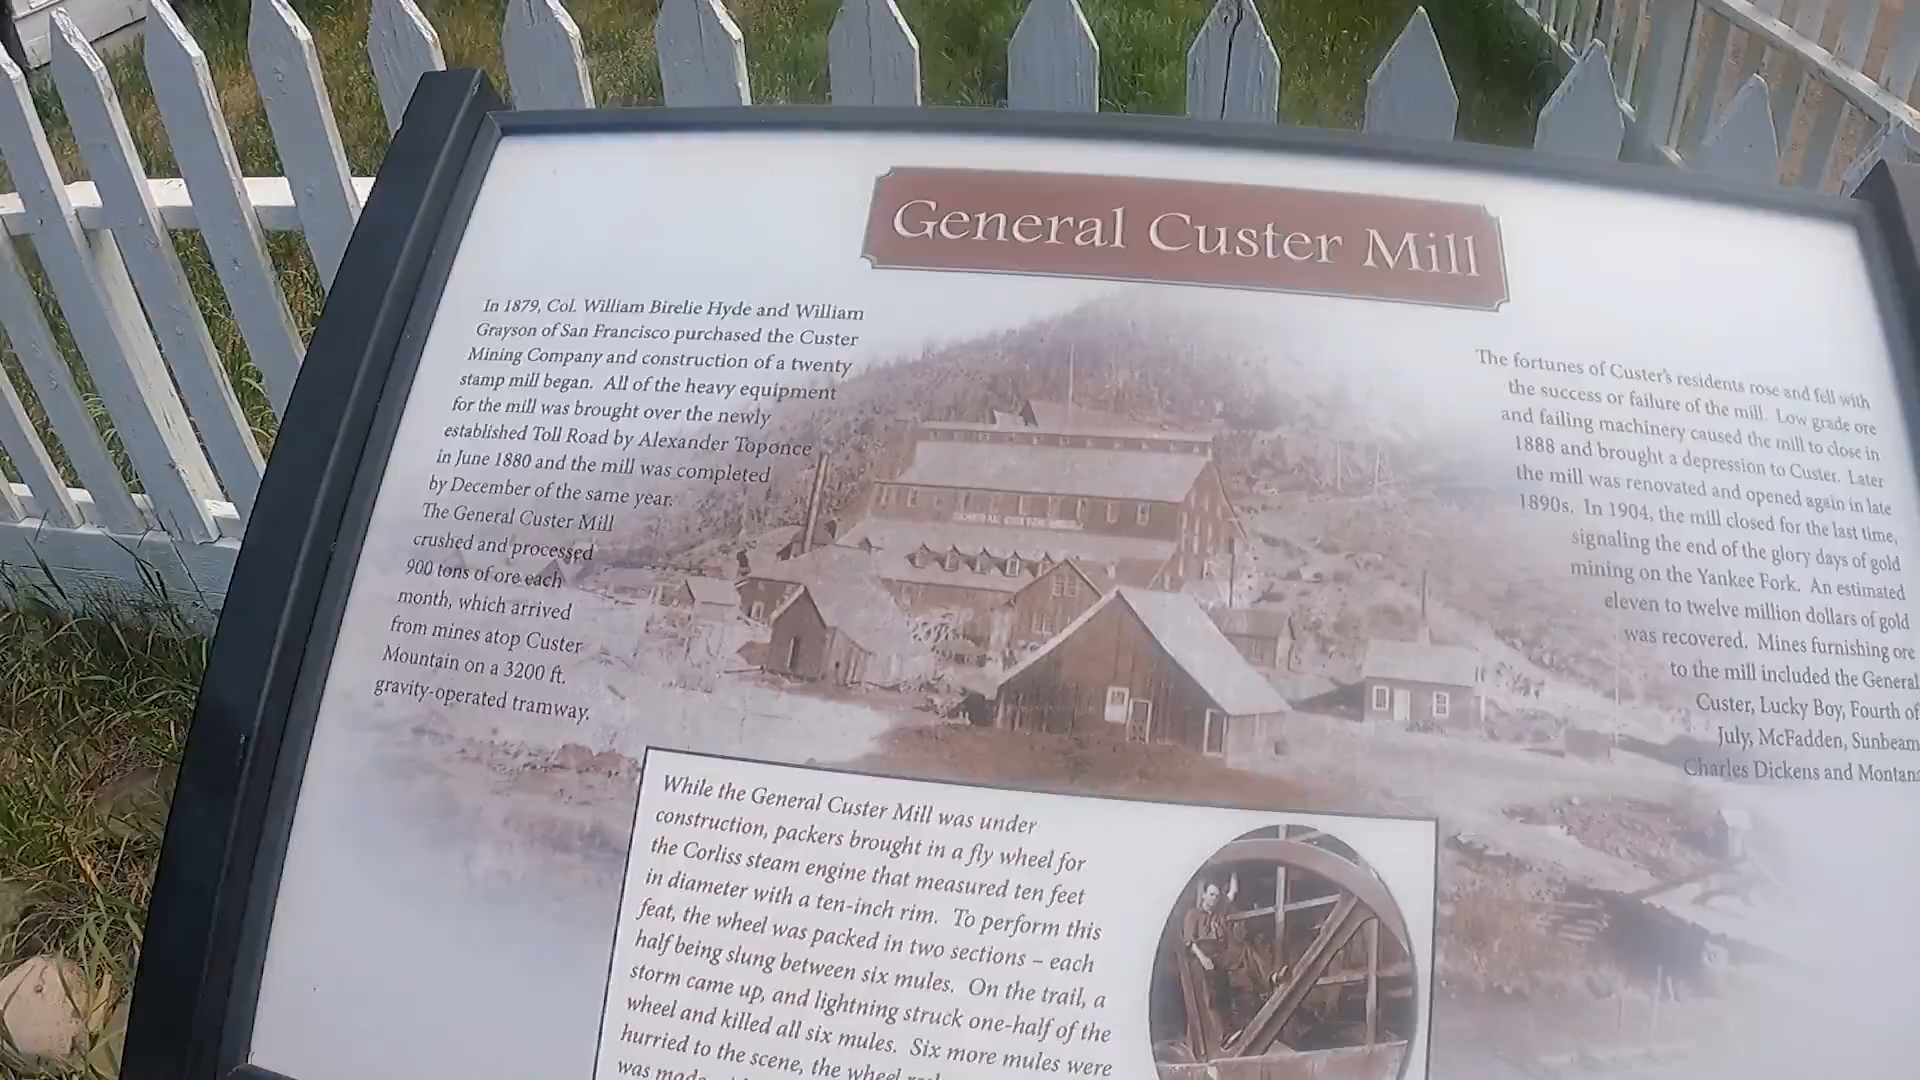 General Custer Mill
In 1879, Col. William Birelie Hyde and William
Grayson of San Francisco purchased the Custer
Mining Company and construction of a twenty
stamp mill began. All of the heavy equipment
for the mill was brought over the newly
established Toll Road by Alexander Toponce
in June 1880 and the mill was completed
by December of the same year.
The General Custer Mill
crushed and processed
900 tons of ore each
month, which arrived
from mines atop Custer
Mountain on a 3200 ft.
gravity-operated tramway.
The fortunes of Custer's residents rose and fell with
the success or failure of the mill. Low grade ore
and failing machinery caused the mill to close in
1888 and brought a depression to Custer. Later
the mill was renovated and opened again in late
1890s. In 1904, the mill closed for the last time,
signaling the end of the glory days of gold
mining on the Yankee Fork. An estimated
eleven to twelve million dollars of gold
was recovered. Mines furnishing ore
to the mill included the General
Custer, Lucky Boy, Fourth of
July, McFadden, Sunbeam
Charles Dickens and Montana
While the General Custer Mill was under
construction, packers brought in a fly wheel for
the Corliss steam engine that measured ten feet
in diameter with a ten-inch rim. To perform this
feat, the wheel was packed in two sections – each
half being slung between six mules. On the trail, a
storm came up, and lightning struck one-half of the
wheel and killed all six mules. Six more mules were
hurried to the scene, the wheel
was made